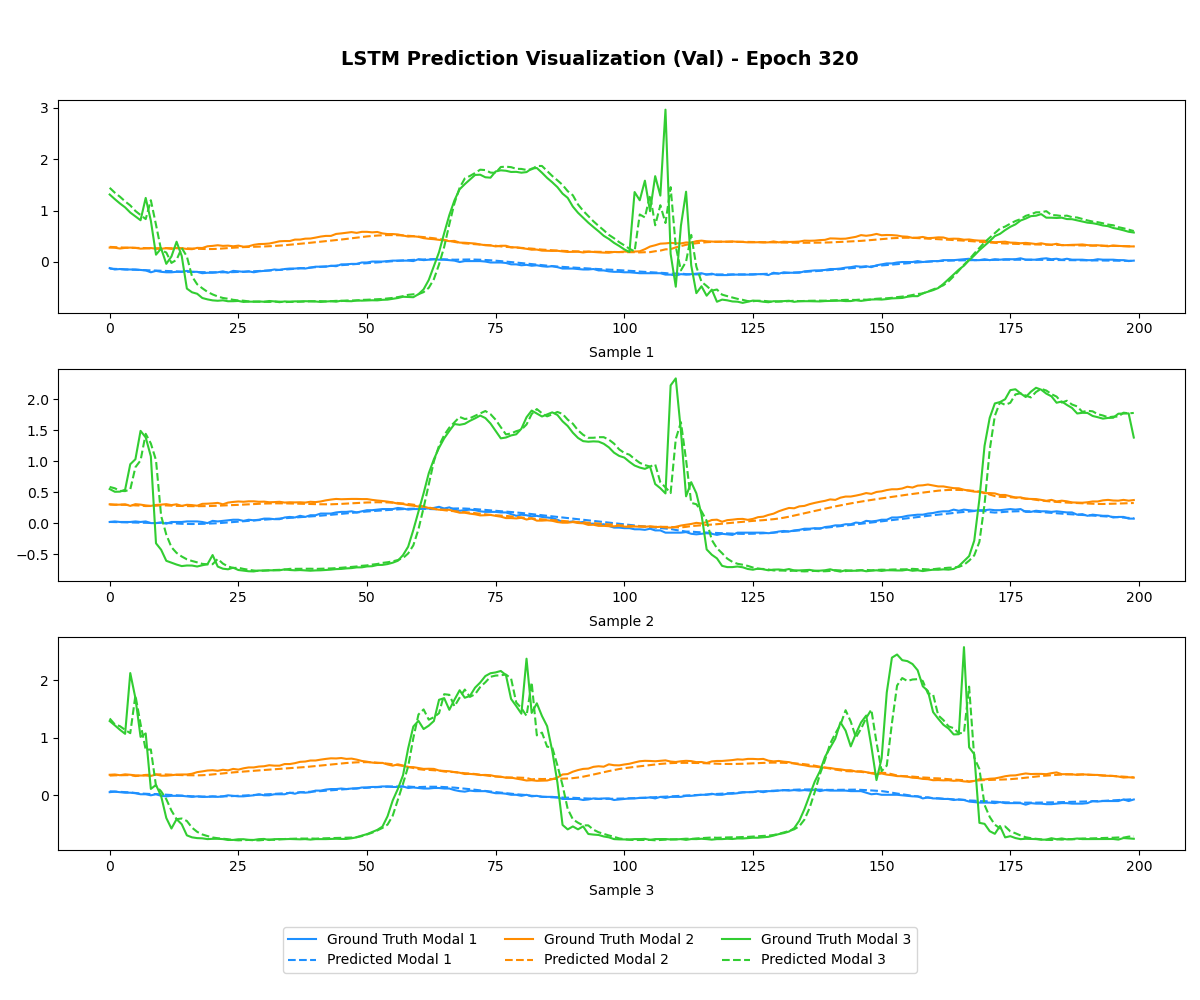 LSTM Prediction Visualization (Val) - Epoch 320
3
2
1
0
0 25 50 75 100 125 150 175 200
Sample 1
2.0
1.5
1.0
0.5
0.0
−0.5
0 25 50 75 100 125 150 175 200
Sample 2
2
1
0
0 25 50 75 100 125 150 175 200
Sample 3
Ground Truth Modal 1 Ground Truth Modal 2 Ground Truth Modal 3
Predicted Modal 1 Predicted Modal 2 Predicted Modal 3